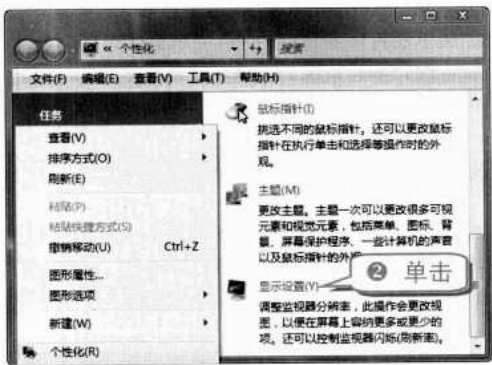 « 个性化
搜索
文件(F) 编辑(E) 查看(V) 工具(T) 帮助(H)
任务
查看(V)
排序方式(O)
刷新(E)
粘贴(P)
粘贴快捷方式(S)
撤销移动(U) Ctrl+Z
图形属性...
图形选项
新建(W)
个性化(R)
鼠标指针(I)
挑选不同的鼠标指针。还可以更改鼠标
指针在执行单击和选择等操作时的外
观。
主题(M)
更改主题。主题一次可以更改很多可视
元素和视觉元素，包括菜单、图标、背
景、屏幕保护程序、一些计算机的声音
以及鼠标指针的外
显示设置(Y)
❷ 单击
调整监视器分辨率，此操作会更改视
图，以便在屏幕上容纳更多或更少的
项。还可以控制监视器闪烁(刷新率)。